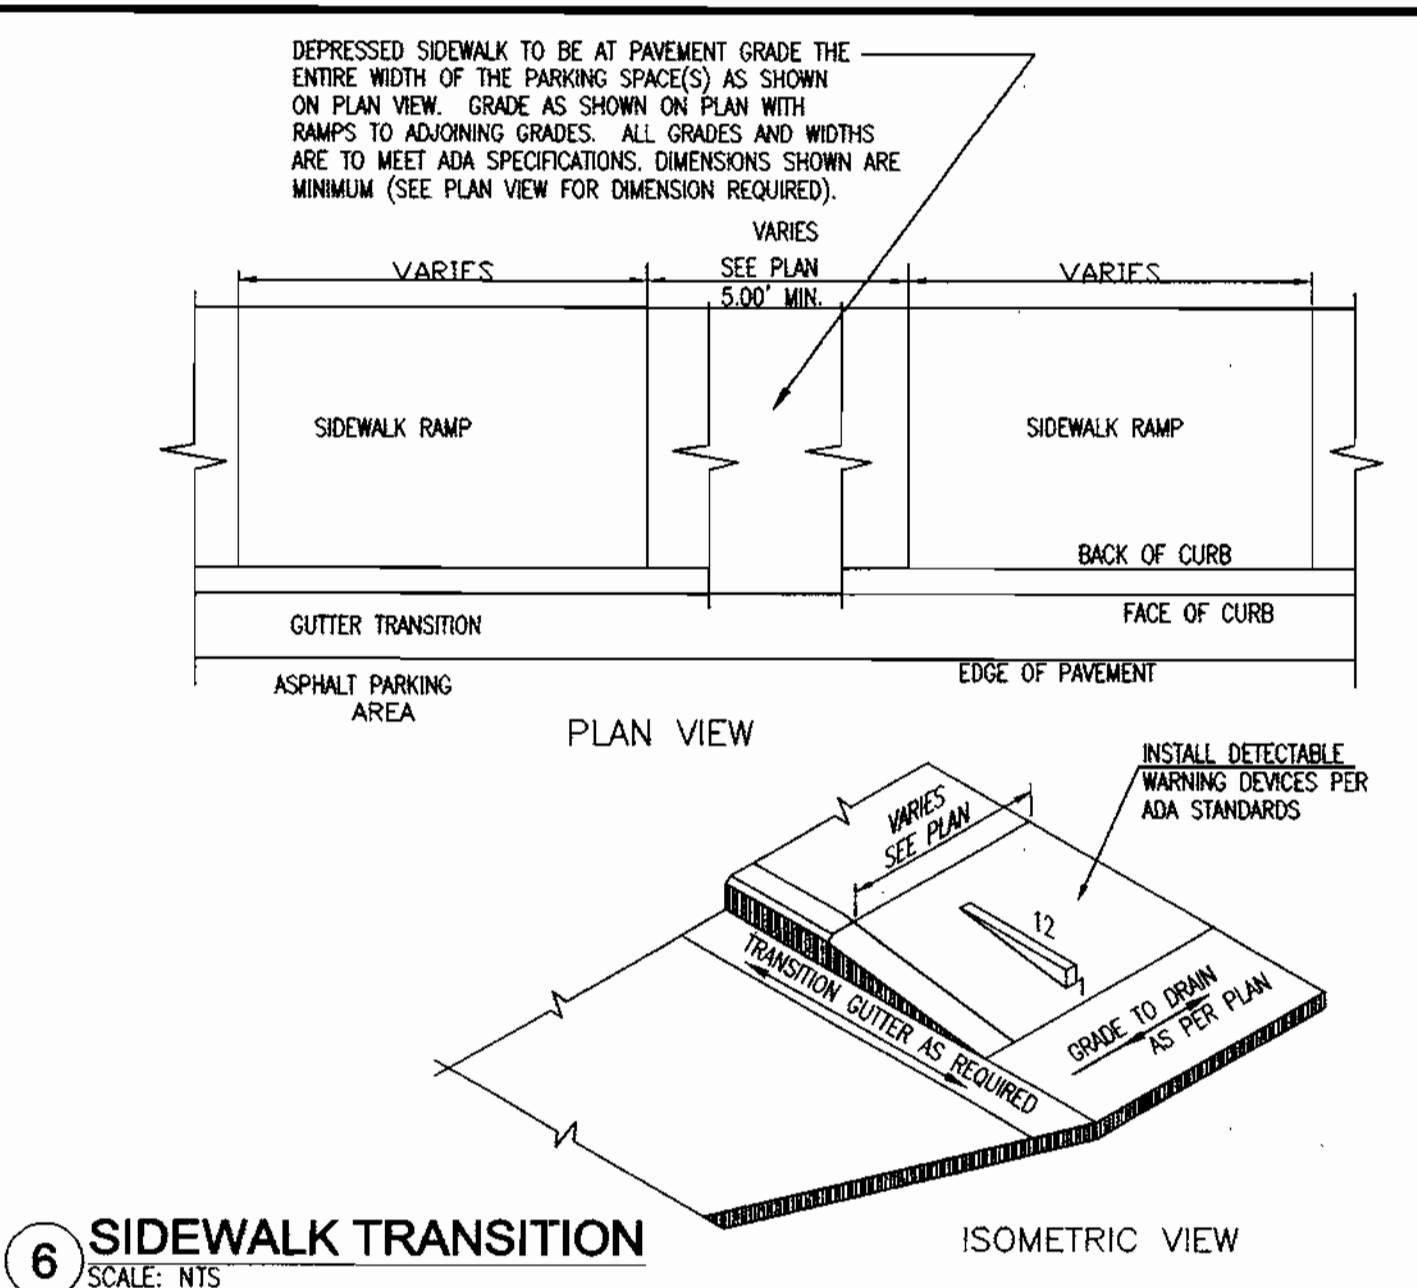 DEPRESSED SIDEWALK TO BE AT PAVEMENT GRADE THE
ENTIRE WIDTH OF THE PARKING SPACE(S) AS SHOWN
ON PLAN VIEW. GRADE AS SHOWN ON PLAN WITH
RAMPS TO ADJOINING GRADES. ALL GRADES AND WIDTHS
ARE TO MEET ADA SPECIFICATIONS. DIMENSIONS SHOWN ARE
MINIMUM (SEE PLAN VIEW FOR DIMENSION REQUIRED).
VARIES
VARIES
SEE PLAN
5.00' MIN.
VARIES
SIDEWALK RAMP
SIDEWALK RAMP
BACK OF CURB
FACE OF CURB
GUTTER TRANSITION
EDGE OF PAVEMENT
ASPHALT PARKING
AREA
PLAN VIEW
INSTALL DETECTABLE
WARNING DEVICES PER
ADA STANDARDS
VARIES
SEE PLAN
12
1
TRANSITION GUTTER AS REQUIRED
GRADE TO DRAIN
AS PER PLAN
ISOMETRIC VIEW
6
SIDEWALK TRANSITION
SCALE: NTS